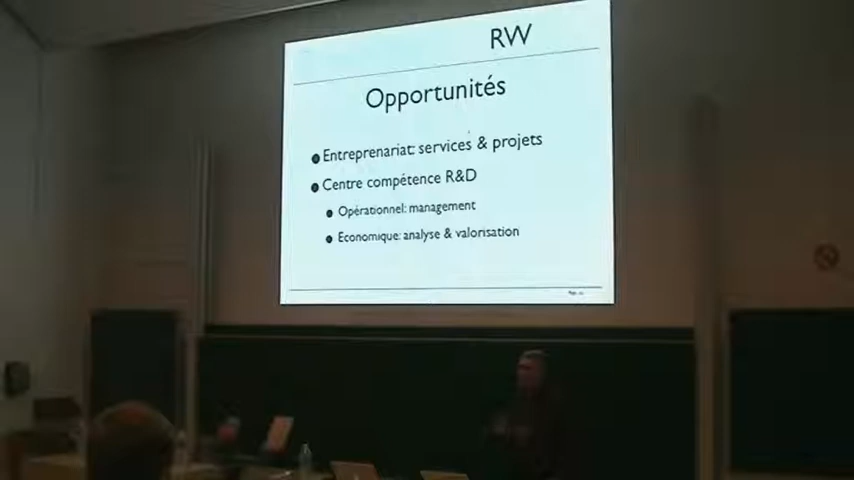 RW
Opportunités
Entreprenariat: services & projets
Centre compétence R&D
Opérationnel: management
Economique: analyse & valorisation